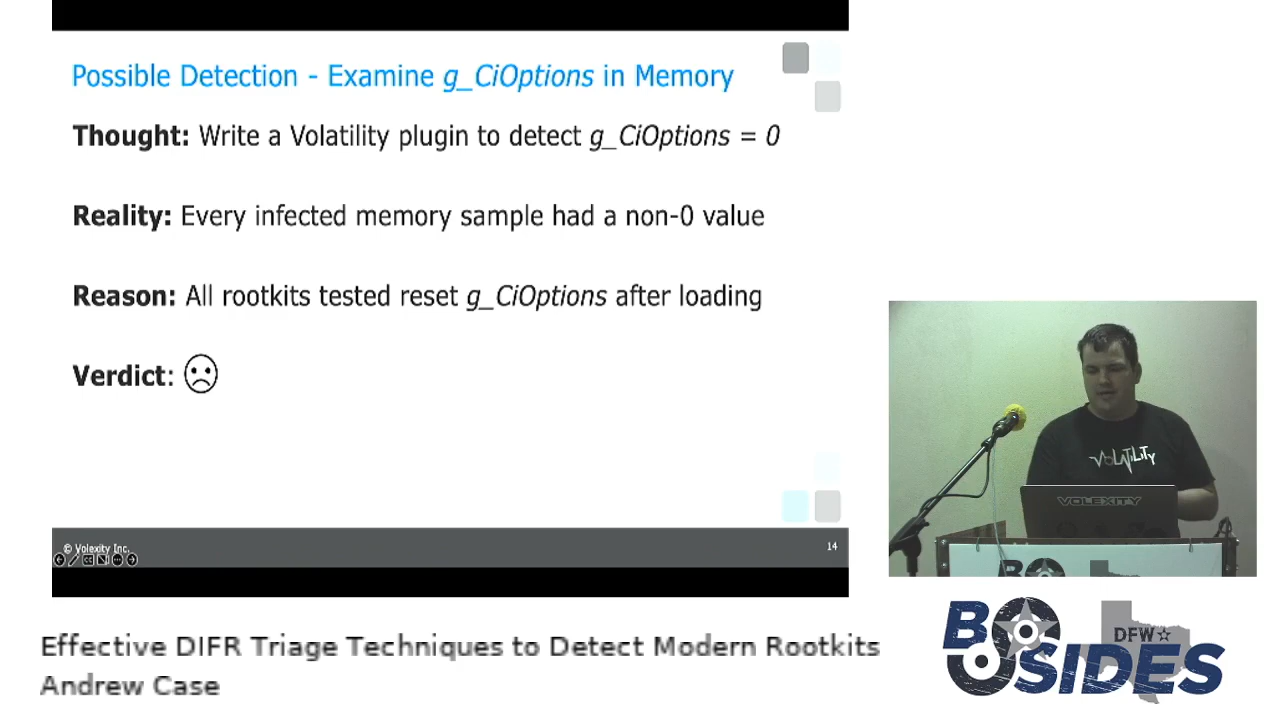 Possible Detection - Examine g_CiOptions in Memory
Thought: Write a Volatility plugin to detect g_CiOptions = 0
Reality: Every infected memory sample had a non-0 value
Reason: All rootkits tested reset g_CiOptions after loading
Verdict:
© Volexity Inc.
14
VOLATILITY
VOLEXITY
BO
Effective DIFR Triage Techniques to Detect Modern Rootkits
Andrew Case
BSIDES
DFW